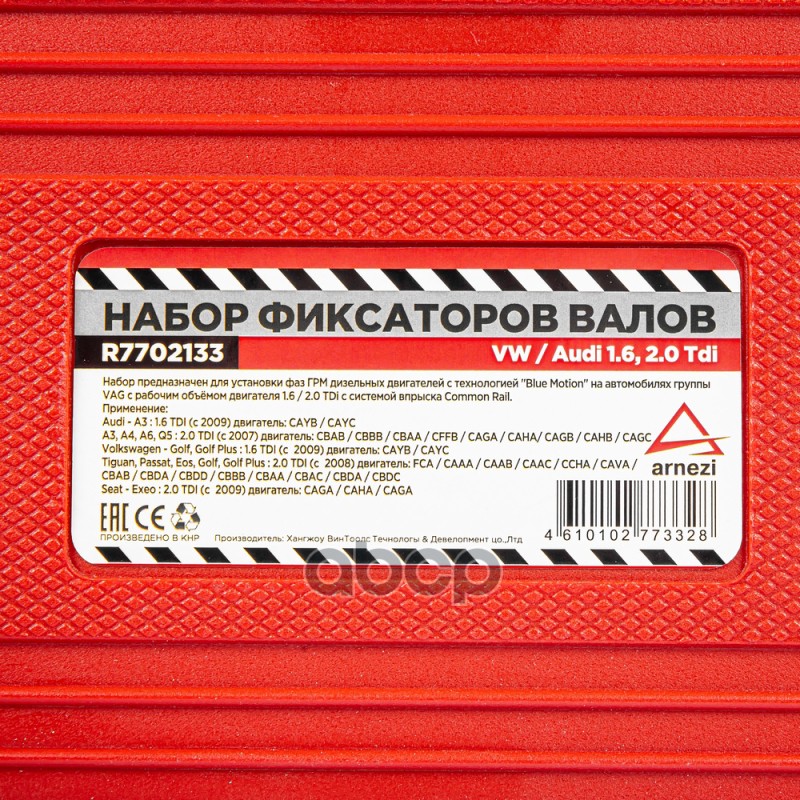 НАБОР ФИКСАТОРОВ ВАЛОВ
R7702133
VW / Audi 1.6, 2.0 Tdi
Набор предназначен для установки фаз ГРМ дизельных двигателей с технологией "Blue Motion" на автомобилях группы
VAG с рабочим объёмом двигателя 1.6 / 2.0 TDi с системой впрыска Common Rail.
Применение:
Audi - A3 : 1.6 TDI (с 2009) двигатель: CAYB / CAYC
A3, A4, A6, Q5 : 2.0 TDI (с 2007) двигатель: CBAB / CBBB / CBAA / CFFB / CAGA / CAHA/ CAGB / CAHB / CAGC
Volkswagen - Golf, Golf Plus : 1.6 TDI (с 2009) двигатель: CAYB / CAYC
Tiguan, Passat, Eos, Golf, Golf Plus : 2.0 TDI (с 2008) двигатель: FCA / CAAA / CAAB / CAAC / CCHA / CAVA /
CBAB / CBDA / CBDD / CBBB / CBAA / CBAC / CBDA / CBDC
Seat - Exeo : 2.0 TDI (с 2009) двигатель: CAGA / CAHA / CAGA
arnezi
EAC CE
ПРОИЗВЕДЕНО В КНР
Производитель: Хангжоу ВинТоолс Течнологы & Девелопмент цо.,Лтд
4 610102 773328
abcp